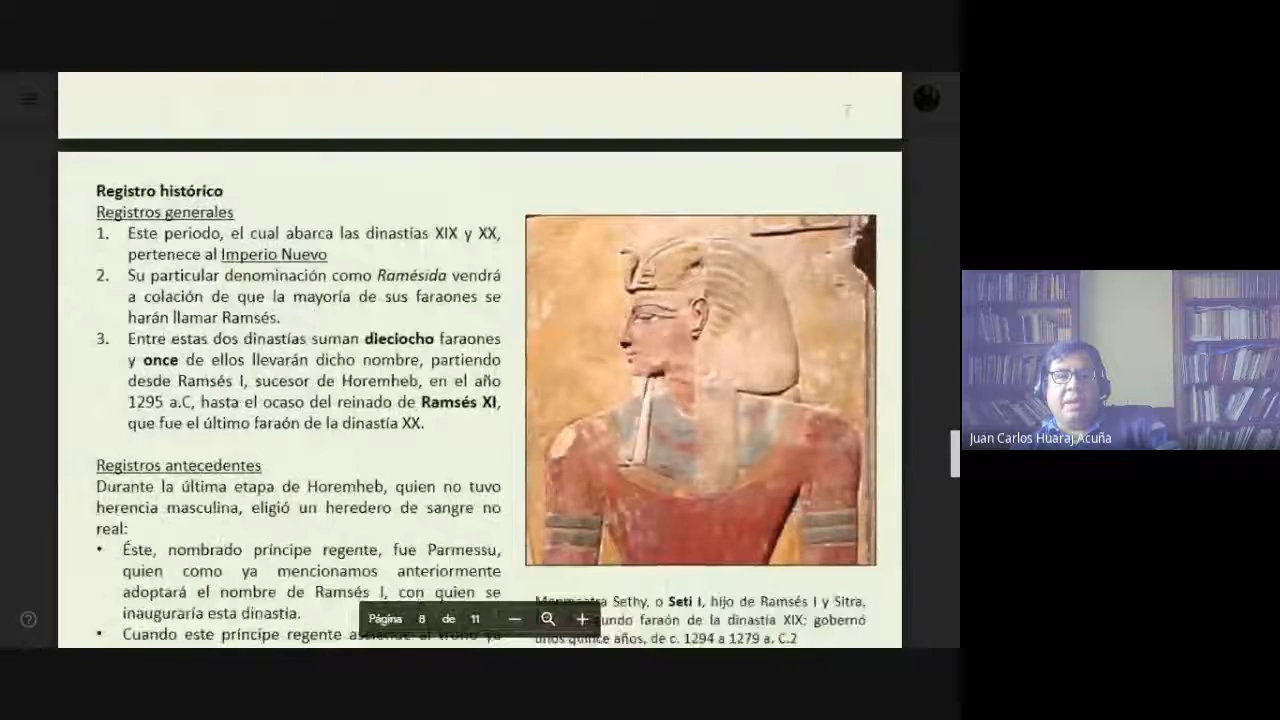 7
Registro histórico
Registros generales
1. Este periodo, el cual abarca las dinastías XIX y XX,
pertenece al Imperio Nuevo
2. Su particular denominación como Ramésida vendrá
a colación de que la mayoría de sus faraones se
harán llamar Ramsés.
3. Entre estas dos dinastías suman dieciocho faraones
y once de ellos llevarán dicho nombre, partiendo
desde Ramsés I, sucesor de Horemheb, en el año
1295 a.C, hasta el ocaso del reinado de Ramsés XI,
que fue el último faraón de la dinastía XX.
Registros antecedentes
Durante la última etapa de Horemheb, quien no tuvo
herencia masculina, eligió un heredero de sangre no
real:
• Éste, nombrado príncipe regente, fue Parmessu,
quien como ya mencionamos anteriormente
adoptará el nombre de Ramsés I, con quien se
inauguraría esta dinastia.
• Cuando este príncipe regente
Sethy, o Seti I, hijo de Ramsés I y Sitra,
faraón de la dinastía XIX; gobernó
unos quince años, de c. 1294 a 1279 a. C.2
Página 8 de 11
Juan Carlos Huaraj Acuña